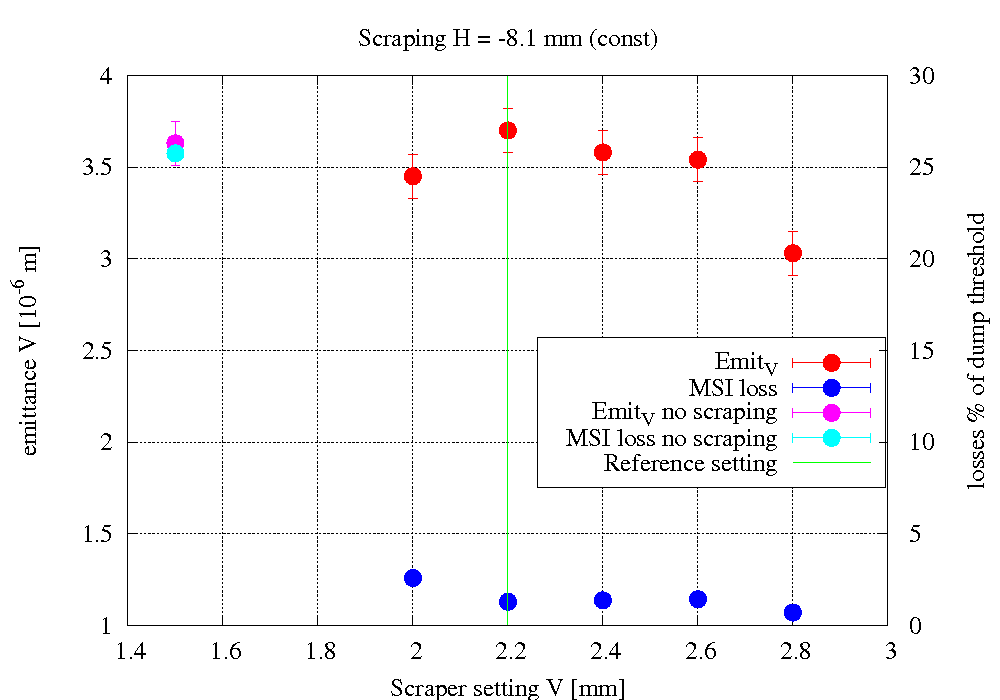 Scraping H = -8.1 mm (const)
4
3.5
3
2.5
2
1.5
1
30
25
20
15
10
5
0
emittance V [10-6 m]
losses % of dump threshold
EmitV
MSI loss
EmitV no scraping
MSI loss no scraping
Reference setting
1.4 1.6 1.8 2 2.2 2.4 2.6 2.8 3
Scraper setting V [mm]